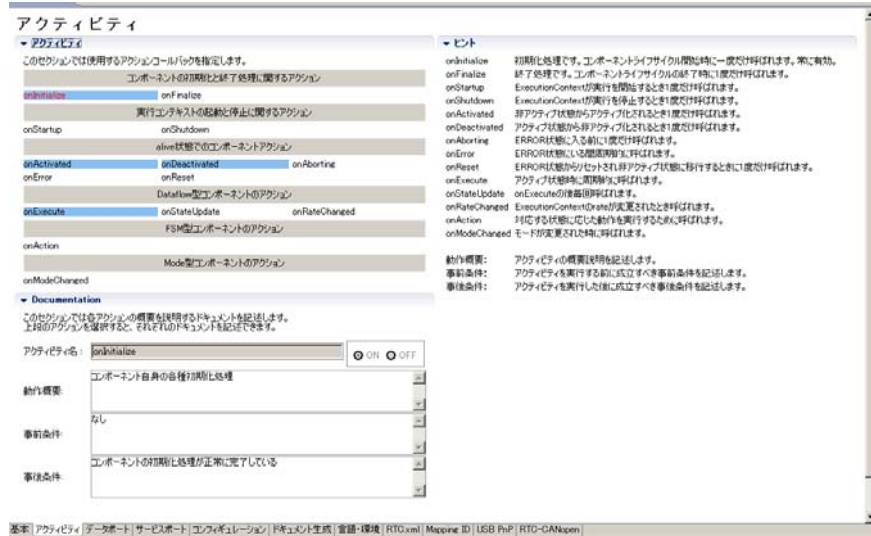 アクティビティ
▼ アクティビティ
このセクションでは使用するアクションコールバックを指定します。
コンポーネントの初期化と終了処理に関するアクション
onInitialize onFinalize
実行コンテキストの起動と停止に関するアクション
onStartup onShutdown
alive状態でのコンポーネントアクション
onActivated onDeactivated onAborting
onError onReset
Dataflow型コンポーネントのアクション
onExecute onStateUpdate onRateChanged
FSM型コンポーネントのアクション
onAction
Mode型コンポーネントのアクション
onModeChanged
▼ Documentation
このセクションでは各アクションの概要を説明するドキュメントを記述します。
上段のアクションを選択すると、それぞれのドキュメントを記述できます。
アクティビティ名: onInitialize ON OFF
動作概要: コンポーネント自身の各種初期化処理
事前条件: なし
事後条件: コンポーネントの初期化処理が正常に完了している
▼ ヒント
onInitialize 初期化処理です。コンポーネントライフサイクル開始時に一度だけ呼ばれます。常に有効。
onFinalize 終了処理です。コンポーネントライフサイクルの終了時に1度だけ呼ばれます。
onStartup ExecutionContextが実行を開始するとき1度だけ呼ばれます。
onShutdown ExecutionContextが実行を停止するとき1度だけ呼ばれます。
onActivated 非アクティブ状態からアクティブ化されるとき1度だけ呼ばれます。
onDeactivated アクティブ状態から非アクティブ化されるとき1度だけ呼ばれます。
onAborting ERROR状態に入る前に1度だけ呼ばれます。
onError ERROR状態にいる間周期的に呼ばれます。
onReset ERROR状態からリセットされ非アクティブ状態に移行するときに1度だけ呼ばれます。
onExecute アクティブ状態時に周期的に呼ばれます。
onStateUpdate onExecuteの後毎回呼ばれます。
onRateChanged ExecutionContextのrateが変更されたとき呼ばれます。
onAction 対応する状態に応じた動作を実行するために呼ばれます。
onModeChanged モードが変更された時に呼ばれます。
動作概要: アクティビティの概要説明を記述します。
事前条件: アクティビティを実行する前に成立すべき事前条件を記述します。
事後条件: アクティビティを実行した後に成立すべき事後条件を記述します。
基本 アクティビティ データポート サービスポート コンフィギュレーション ドキュメント生成 言語・環境 RTC.xml Mapping ID USB PnP RTC-CANopen